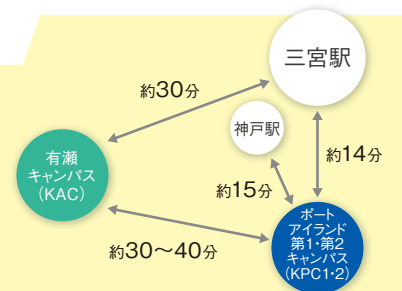 三宮駅
約30分
神戸駅
約14分
有瀬
キャンパス
(KAC)
約15分
ポート
アイランド
第1・第2
キャンパス
(KPC1・2)
約30〜40分